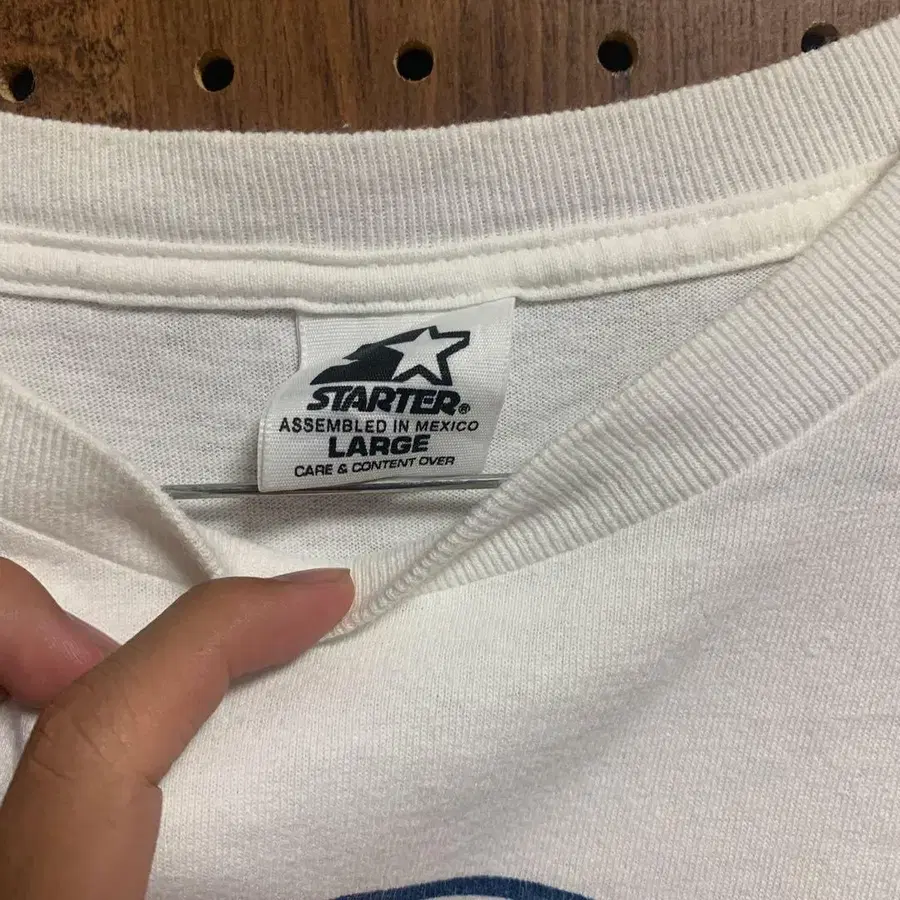 STARTER®
ASSEMBLED IN MEXICO
LARGE
CARE & CONTENT OVER